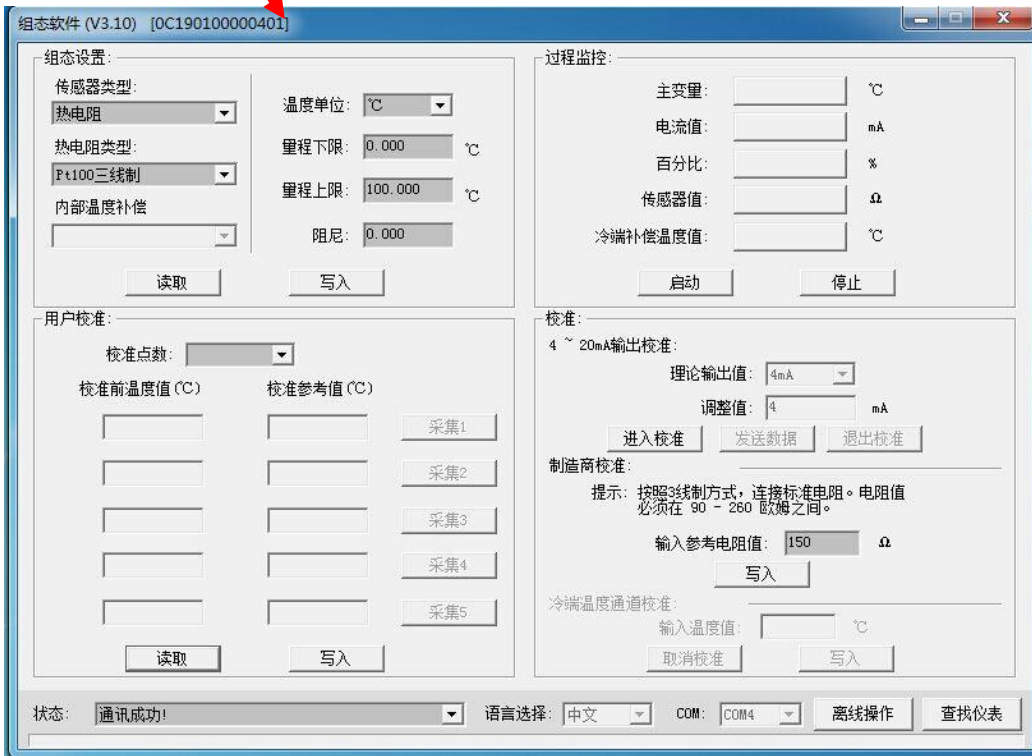 组态软件 (V3.10) [0C190100000401]
组态设置:
传感器类型:
热电阻
热电阻类型:
Pt100三线制
内部温度补偿
温度单位: ℃
量程下限: 0.000 ℃
量程上限: 100.000 ℃
阻尼: 0.000
读取 写入
过程监控:
主变量: ℃
电流值: mA
百分比: %
传感器值: Ω
冷端补偿温度值: ℃
启动 停止
用户校准:
校准点数:
校准前温度值(℃) 校准参考值(℃)
采集1
采集2
采集3
采集4
采集5
读取 写入
校准:
4 ~ 20mA输出校准:
理论输出值: 4mA
调整值: 4 mA
进入校准 发送数据 退出校准
制造商校准:
提示: 按照3线制方式，连接标准电阻。电阻值
必须在 90 - 260 欧姆之间。
输入参考电阻值: 150 Ω
写入
冷端温度通道校准:
输入温度值: ℃
取消校准 写入
状态: 通讯成功! 语言选择: 中文 COM: COM4 离线操作 查找仪表